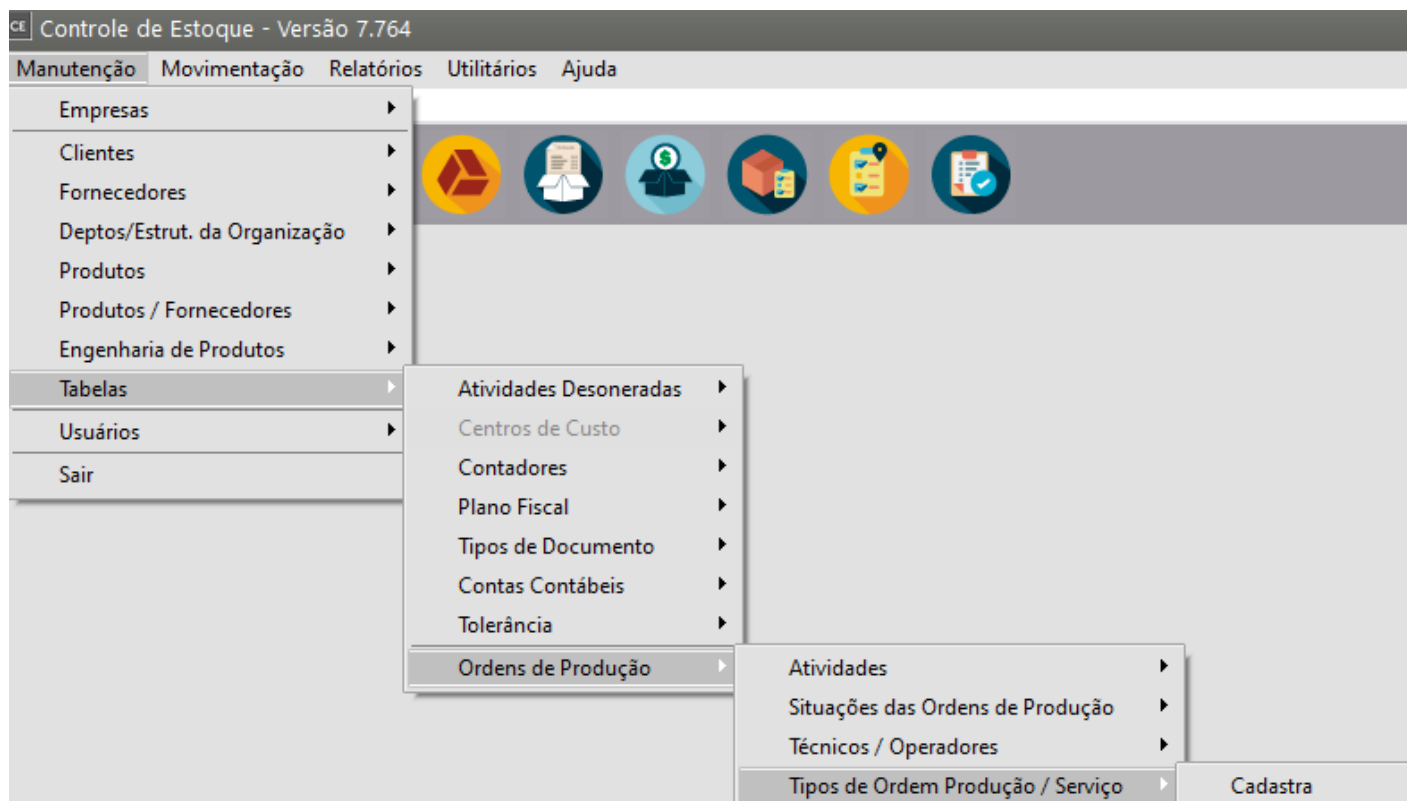 CE Controle de Estoque - Versão 7.764
Manutenção Movimentação Relatórios Utilitários Ajuda
Empresas
Clientes
Fornecedores
Deptos/Estrut. da Organização
Produtos
Produtos / Fornecedores
Engenharia de Produtos
Tabelas
Usuários
Sair
Atividades Desoneradas
Centros de Custo
Contadores
Plano Fiscal
Tipos de Documento
Contas Contábeis
Tolerância
Ordens de Produção
Atividades
Situações das Ordens de Produção
Técnicos / Operadores
Tipos de Ordem Produção / Serviço
Cadastra